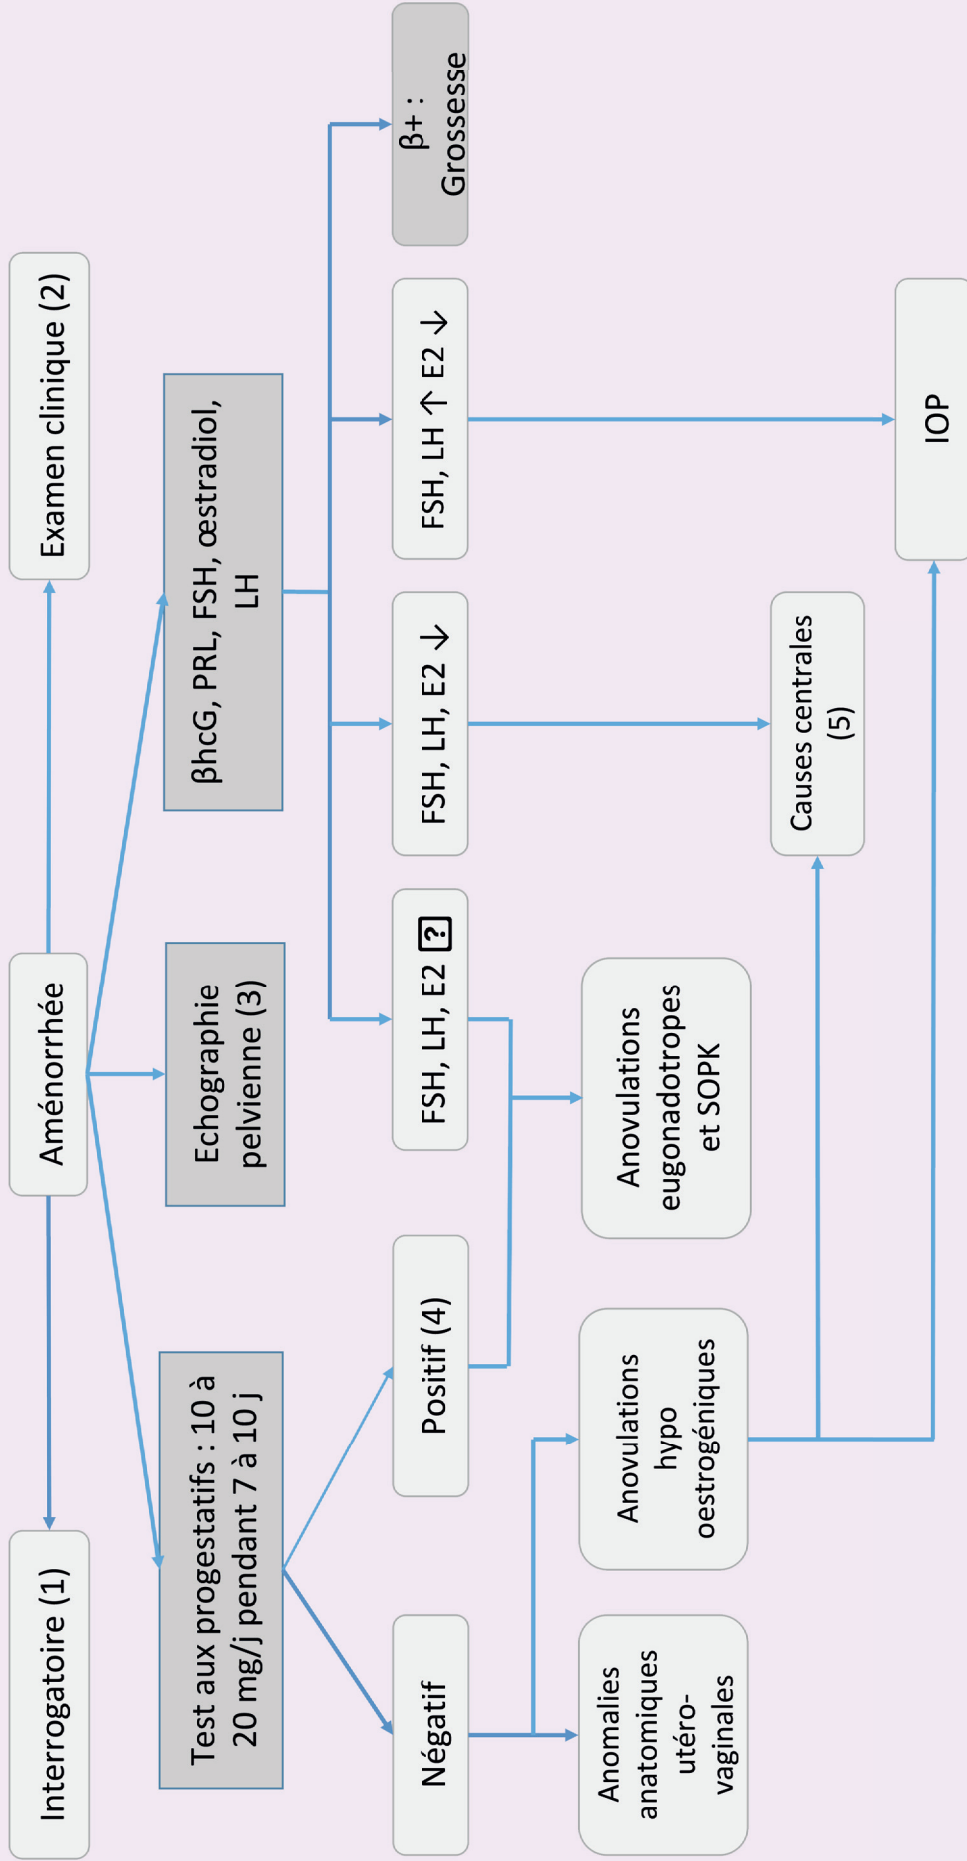 Interrogatoire (1)
Aménorrhée
Examen clinique (2)
Test aux progestatifs : 10 à
20 mg/j pendant 7 à 10 j
Echographie
pelvienne (3)
βhcG, PRL, FSH, œstradiol,
LH
Négatif
Positif (4)
FSH, LH, E2 ?
FSH, LH, E2 ↓
FSH, LH ↑ E2 ↓
β+ :
Grossesse
Anomalies
anatomiques
utéro-
vaginales
Anovulations
hypo
oestrogéniques
Anovulations
eugonadotropes
et SOPK
Causes centrales
(5)
IOP